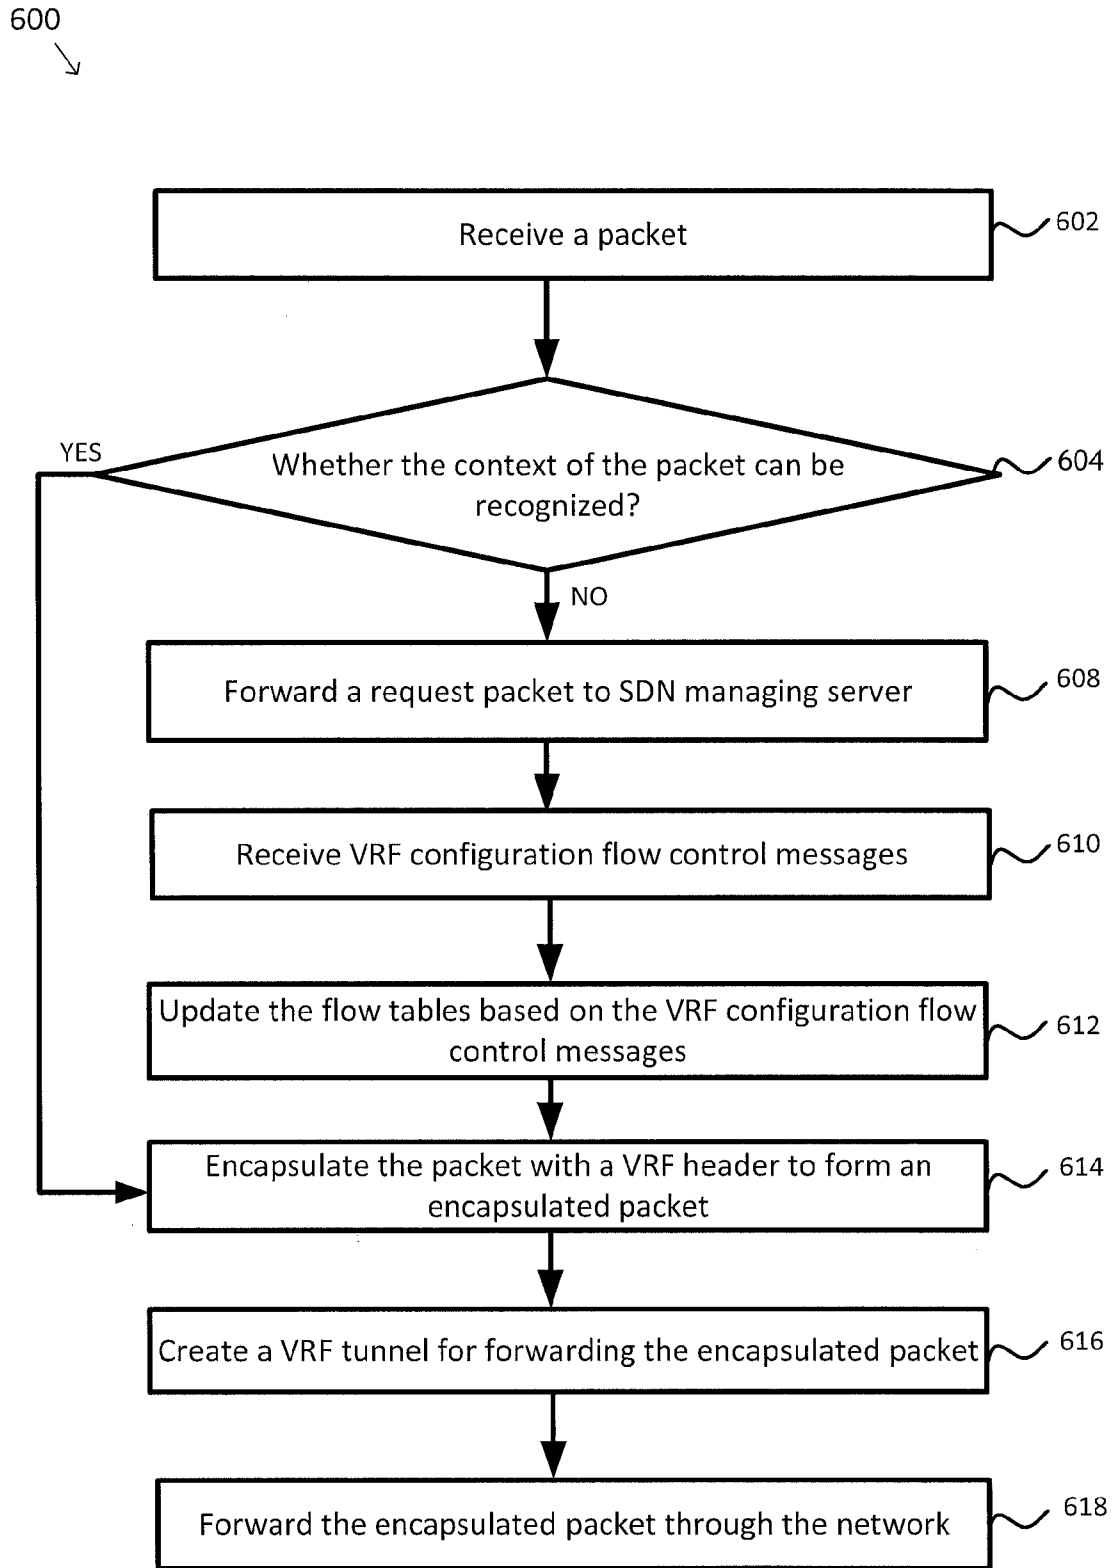 600
Receive a packet
602
YES
Whether the context of the packet can be
recognized?
604
NO
Forward a request packet to SDN managing server
608
Receive VRF configuration flow control messages
610
Update the flow tables based on the VRF configuration flow
control messages
612
Encapsulate the packet with a VRF header to form an
encapsulated packet
614
Create a VRF tunnel for forwarding the encapsulated packet
616
Forward the encapsulated packet through the network
618